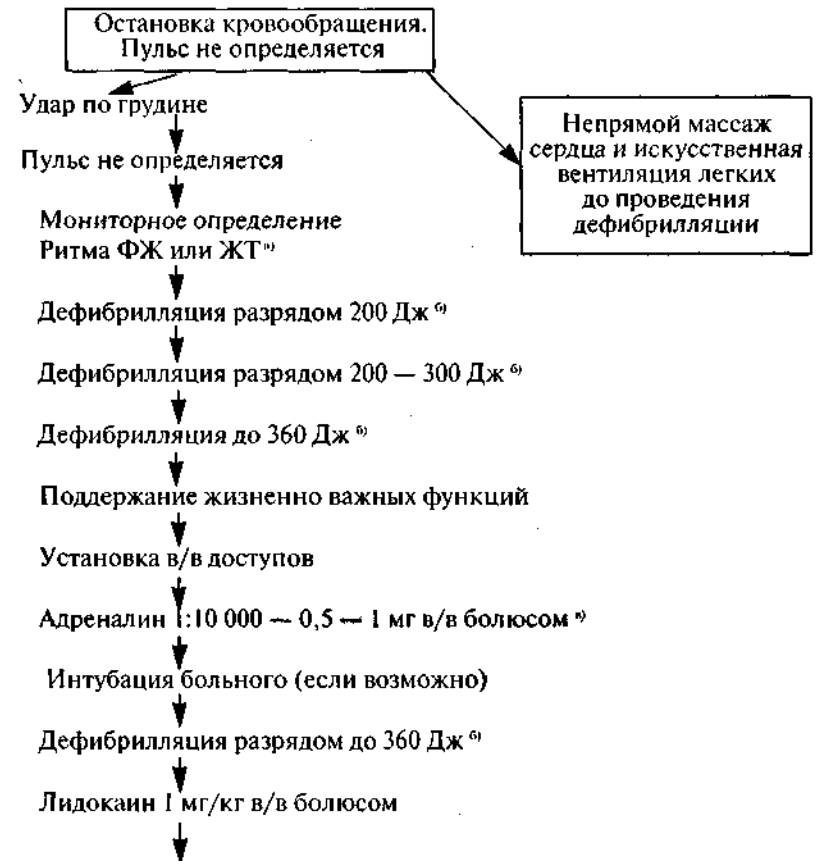 Остановка кровообращения.
Пульс не определяется
Удар по грудине
Непрямой массаж
сердца и искусственная
вентиляция легких
до проведения
дефибрилляции
Пульс не определяется
Мониторное определение
Ритма ФЖ или ЖТ
Дефибрилляция разрядом 200 Дж б)
Дефибрилляция разрядом 200 — 300 Дж б)
Дефибрилляция до 360 Дж б)
Поддержание жизненно важных функций
Установка в/в доступов
Адреналин 1:10 000 — 0,5 — 1 мг в/в болюсом в)
Интубация больного (если возможно)
Дефибрилляция разрядом до 360 Дж б)
Лидокаин 1 мг/кг в/в болюсом